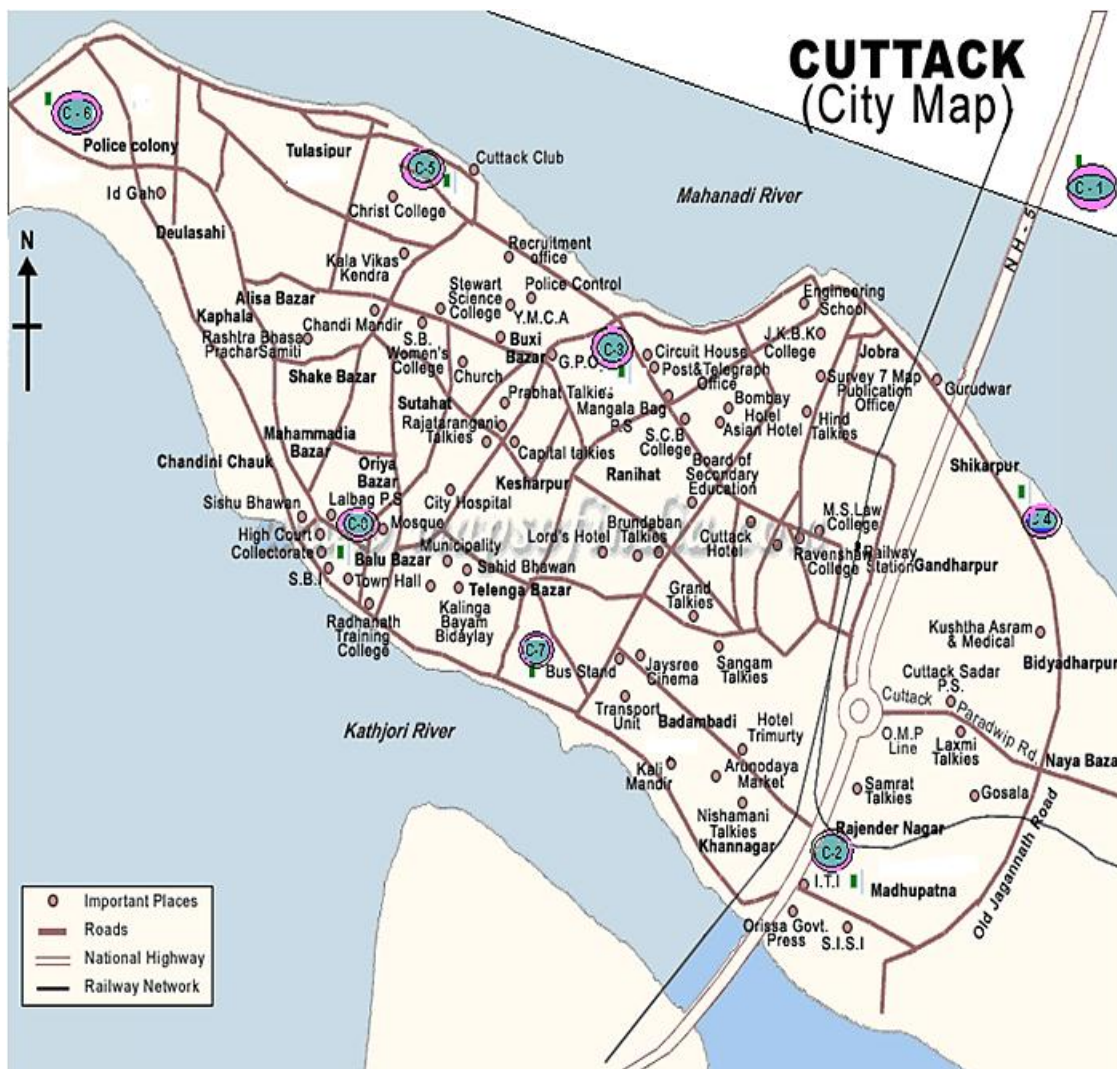 CUTTACK
(City Map)
C - 6
Police colony
Tulasipur
C-5
Cuttack Club
Mahanadi River
C - 1
NH - 5
Id Gah
Christ College
Deulasahi
N
Kala Vikas
Kendra
Recruitment
office
Stewart
Science
College
Police Control
Y.M.C.A
Engineering
School
Alisa Bazar
Kaphala
Rashtra Bhasa
Prachar Samiti
Chandi Mandir
S.B.
Women's
College
Buxi
Bazar
G.P.O
C-3
Circuit House
Post&Telegraph
Office
J.K.B.K
College
Jobra
Survey 7 Map
Publication
Office
Gurudwar
Shake Bazar
Church
Prabhat Talkies
Mangala Bag
P.S
Bombay
Hotel
Asian Hotel
Hind
Talkies
Sutahat
Rajatarangani
Talkies
Capital talkies
S.C.B
College
Mahammadia
Bazar
Chandini Chauk
Oriya
Bazar
Kesharpur
Ranihat
Board of
Secondary
Education
Shikarpur
Sishu Bhawan
Lalbag P.S
City Hospital
Mosque
High Court
Collectorate
S.B.I
Balu Bazar
Municipality
Lord's Hotel
Brundaban
Talkies
Cuttack
Hotel
M.S.Law
College
Ravenshaw
College
Railway
Station
Gandharpur
Town Hall
Sahid Bhawan
Telenga Bazar
Radhanath
Training
College
Kalinga
Bayam
Bidaylay
Grand
Talkies
Kushtha Asram
& Medical
C-7
Bus Stand
Jaysree
Cinema
Sangam
Talkies
Cuttack Sadar
P.S.
Bidyadharpur
Transport
Unit
Badambadi
Hotel
Trimurty
Cuttack
Paradwip Rd.
O.M.P
Line
Laxmi
Talkies
Naya Baza
Kathjori River
Kali
Mandir
Arunodaya
Market
Samrat
Talkies
Gosala
Nishamani
Talkies
Khannagar
Rajender Nagar
C-2
I.T.I
Madhupatna
Old Jagannath Road
Orissa Govt.
Press
S.I.S.I
Important Places
Roads
National Highway
Railway Network